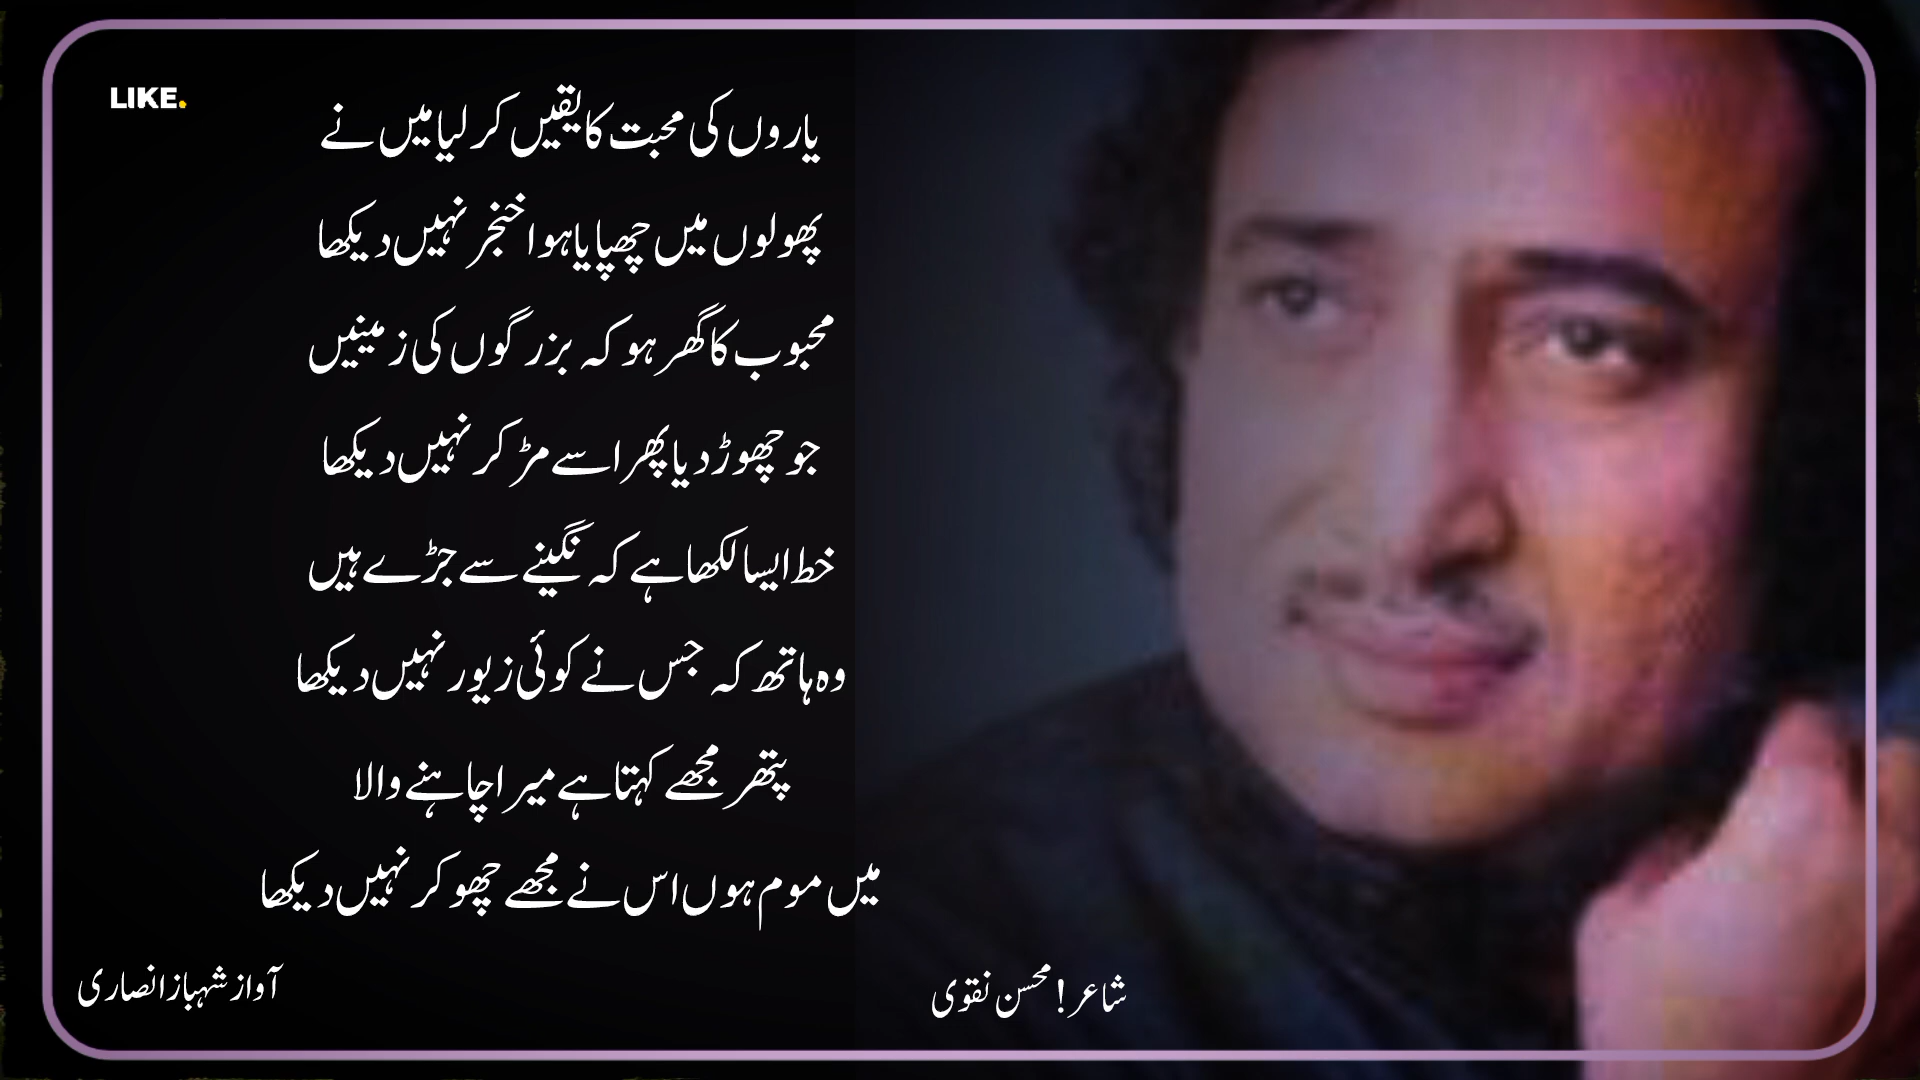 LIKE.
یاروں کی محبت کا یقیں کر لیا میں نے
پھولوں میں چھپایا ہوا خنجر نہیں دیکھا
محبوب کا گھر ہو کہ بزرگوں کی زمینیں
جو چھوڑ دیا پھر اسے مڑ کر نہیں دیکھا
خط ایسا لکھا ہے کہ نگینے سے جڑے ہیں
وہ ہاتھ کہ جس نے کوئی زیور نہیں دیکھا
پتھر مجھے کہتا ہے میرا چاہنے والا
میں موم ہوں اس نے مجھے چھو کر نہیں دیکھا
شاعر ! محسن نقوی
آواز شہباز انصاری